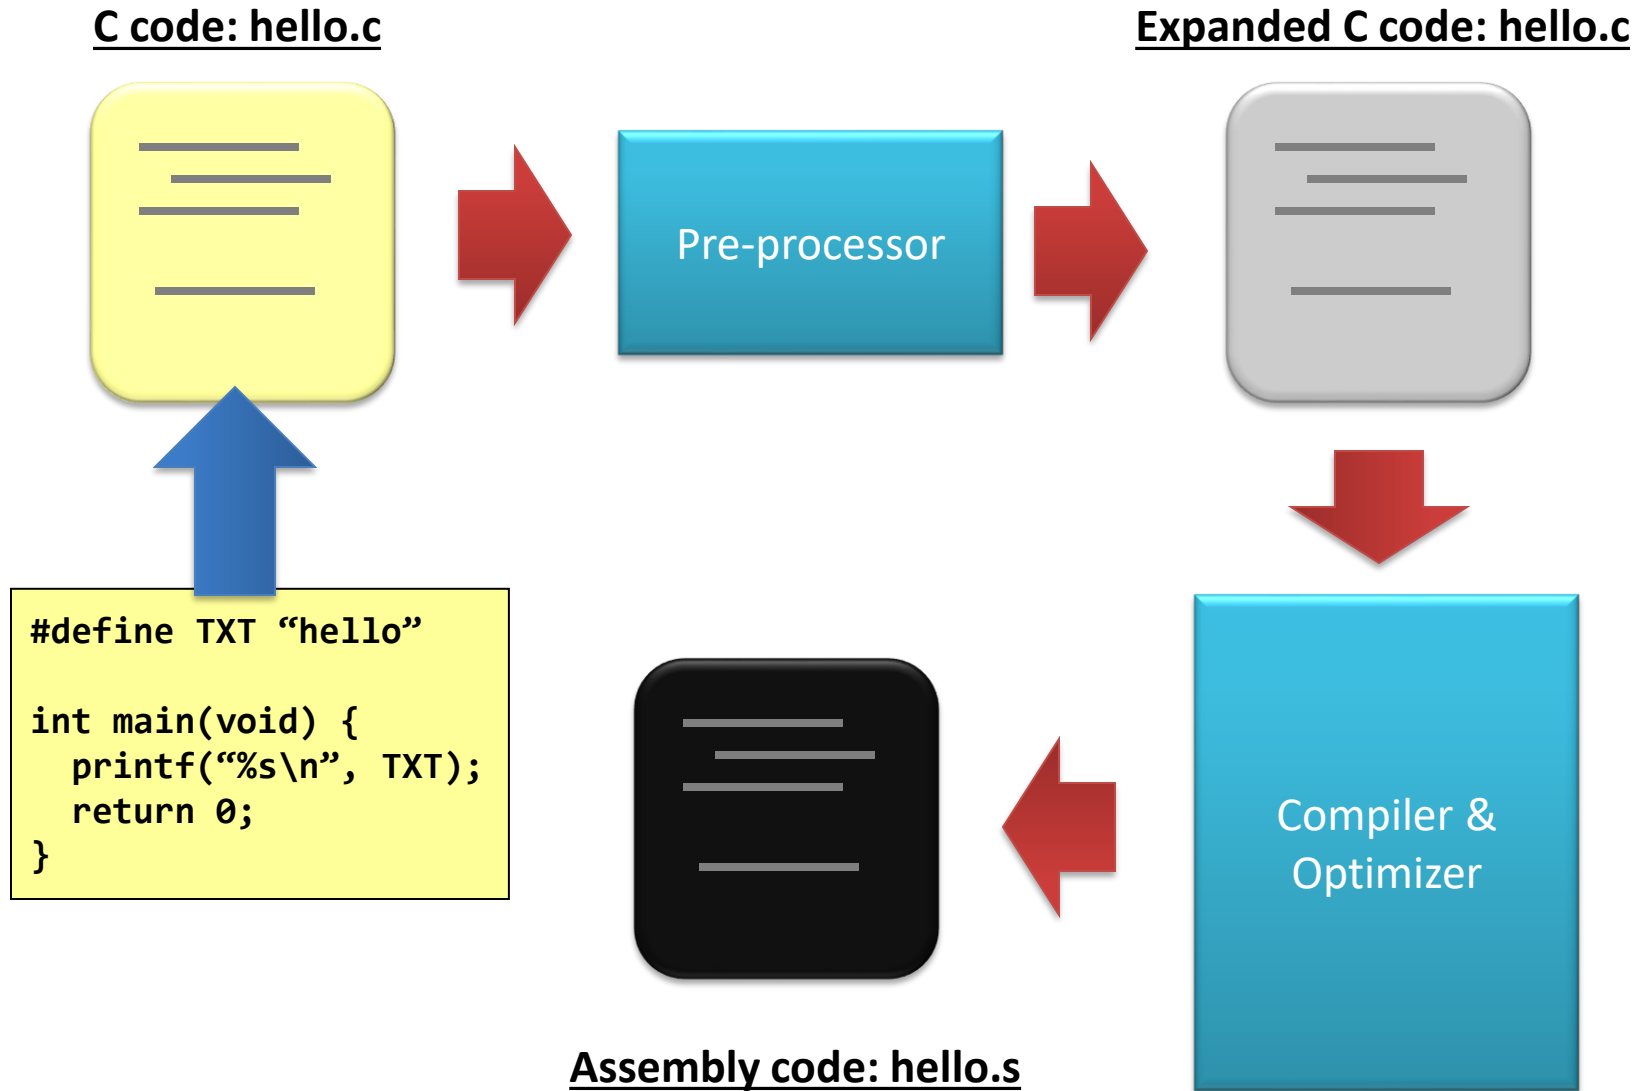 C code: hello.c
Expanded C code: hello.c
Pre-processor
#define TXT “hello”
int main(void) {
  printf(“%s\n”, TXT);
  return 0;
}
Compiler &
Optimizer
Assembly code: hello.s